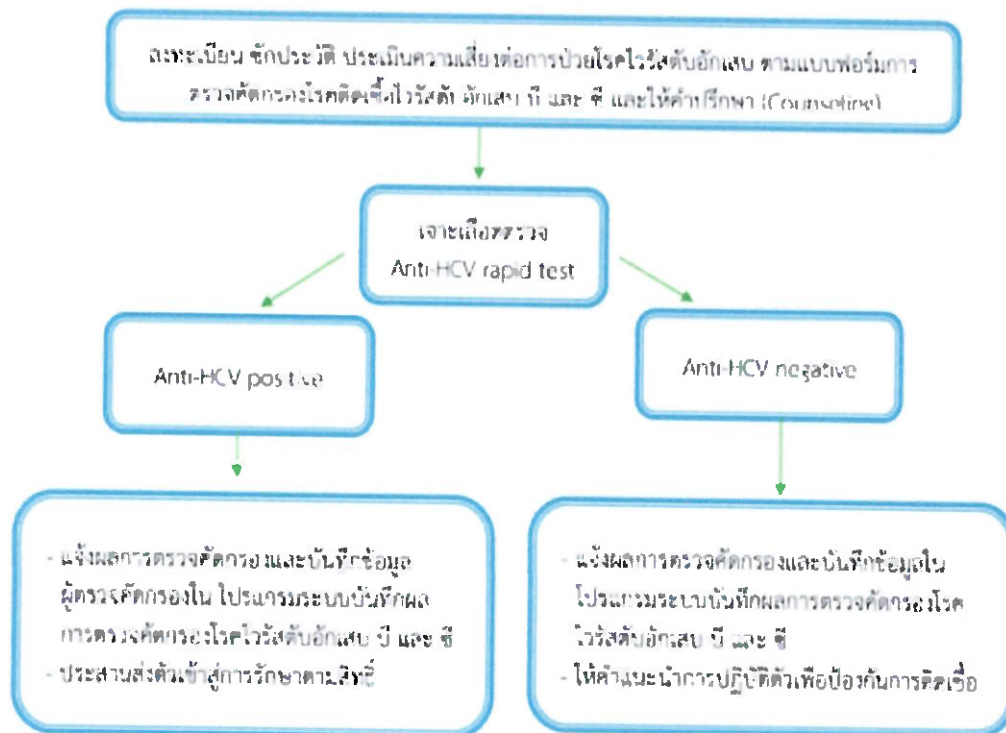 ลงทะเบียน ซักประวัติ ประเมินความเสี่ยงต่อการป่วยโรคไวรัสตับอักเสบ ตามแบบฟอร์มการ
ตรวจคัดกรองโรคติดเชื้อไวรัสตับอักเสบ บี และ ซี และให้คำปรึกษา (Counseling)
เจาะเลือดตรวจ
Anti-HCV rapid test
Anti-HCV positive
Anti-HCV negative
- แจ้งผลการตรวจคัดกรองและบันทึกข้อมูล
ผู้ตรวจคัดกรองใน โปรแกรมระบบบันทึกผล
การตรวจคัดกรองโรคไวรัสตับอักเสบ บี และ ซี
- ประสานส่งตัวเข้าสู่การรักษาตามสิทธิ์
- แจ้งผลการตรวจคัดกรองและบันทึกข้อมูลใน
โปรแกรมระบบบันทึกผลการตรวจคัดกรองโรค
ไวรัสตับอักเสบ บี และ ซี
- ให้คำแนะนำการปฏิบัติตัวเพื่อป้องกันการติดเชื้อ